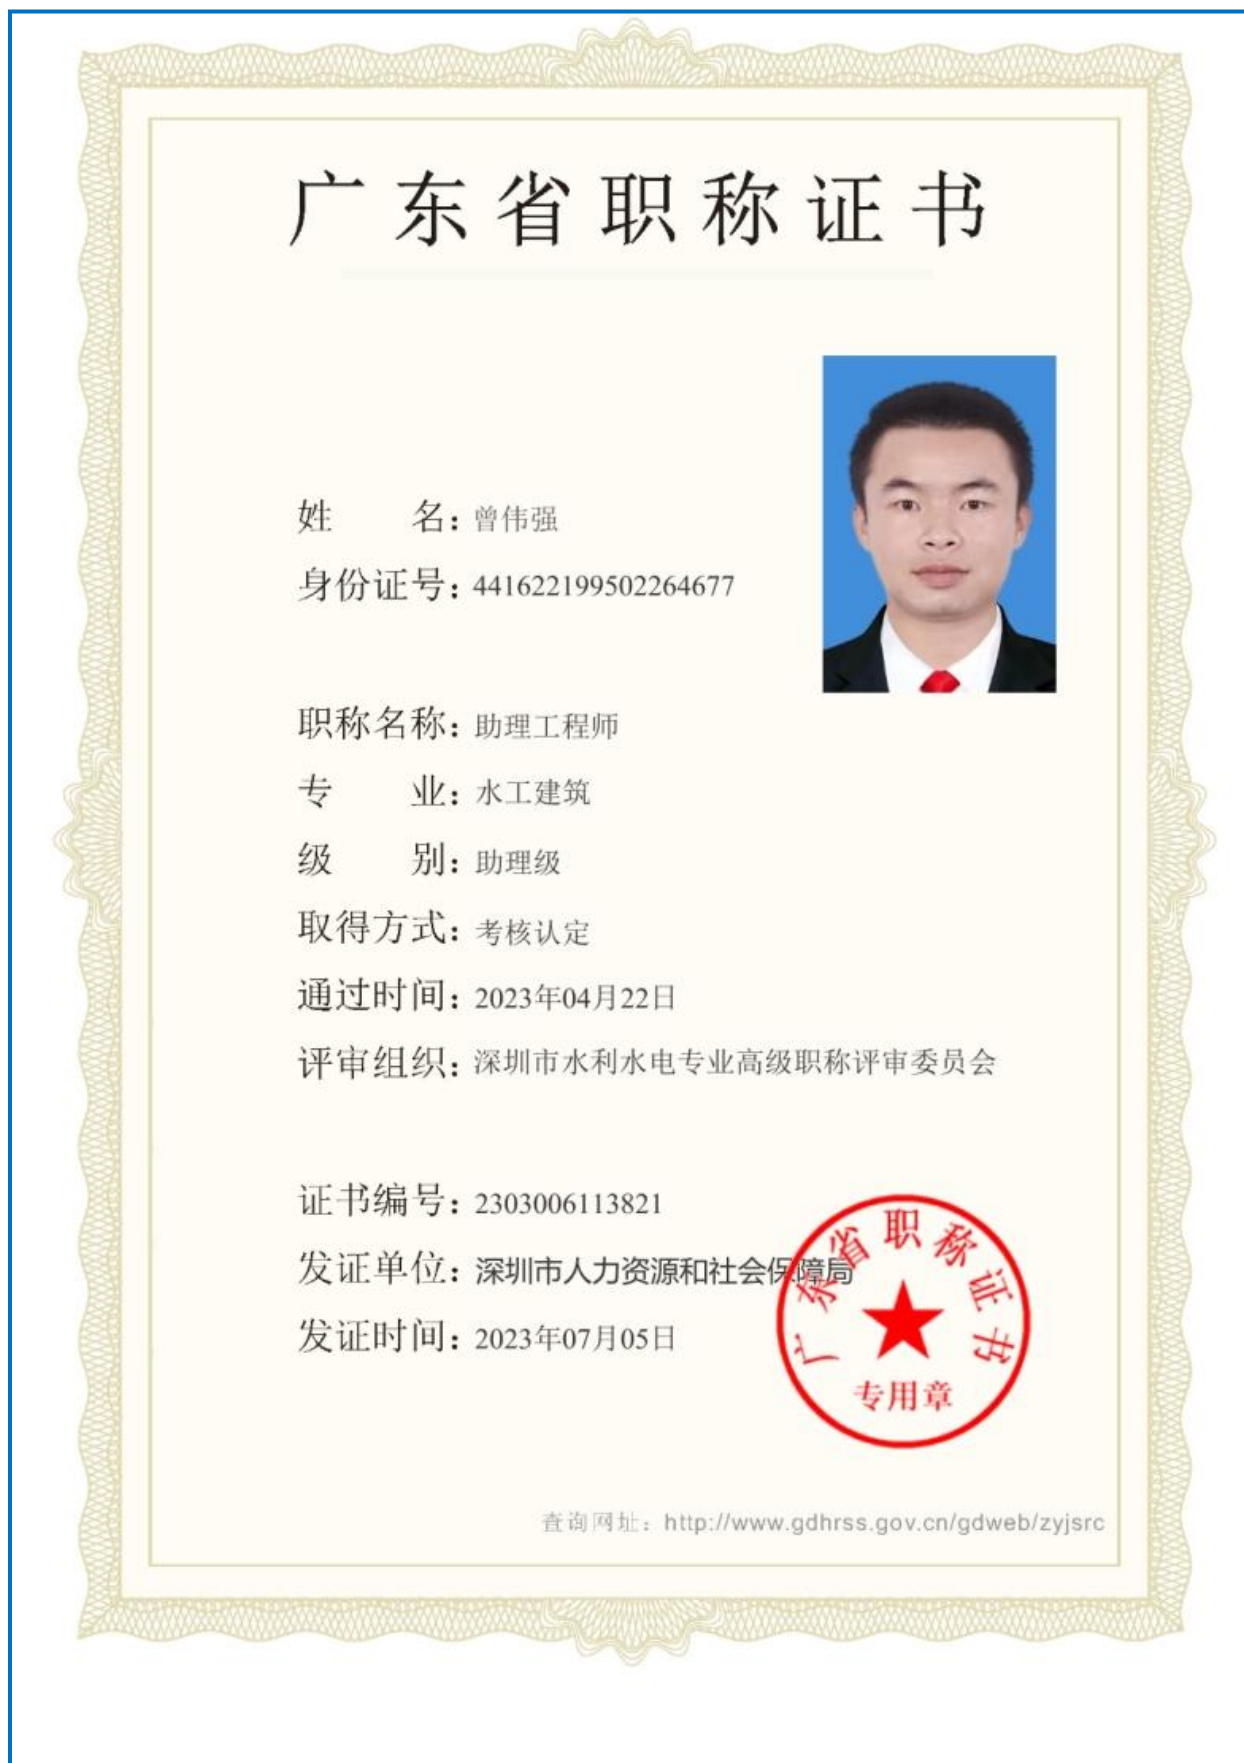 广东省职称证书
姓 名：曾伟强
身份证号：441622199502264677
职称名称：助理工程师
专 业：水工建筑
级 别：助理级
取得方式：考核认定
通过时间：2023年04月22日
评审组织：深圳市水利水电专业高级职称评审委员会
证书编号：2303006113821
发证单位：深圳市人力资源和社会保障局
发证时间：2023年07月05日
广东省职称证书
专用章
查询网址：http://www.gdhrss.gov.cn/gdweb/zyjsrc